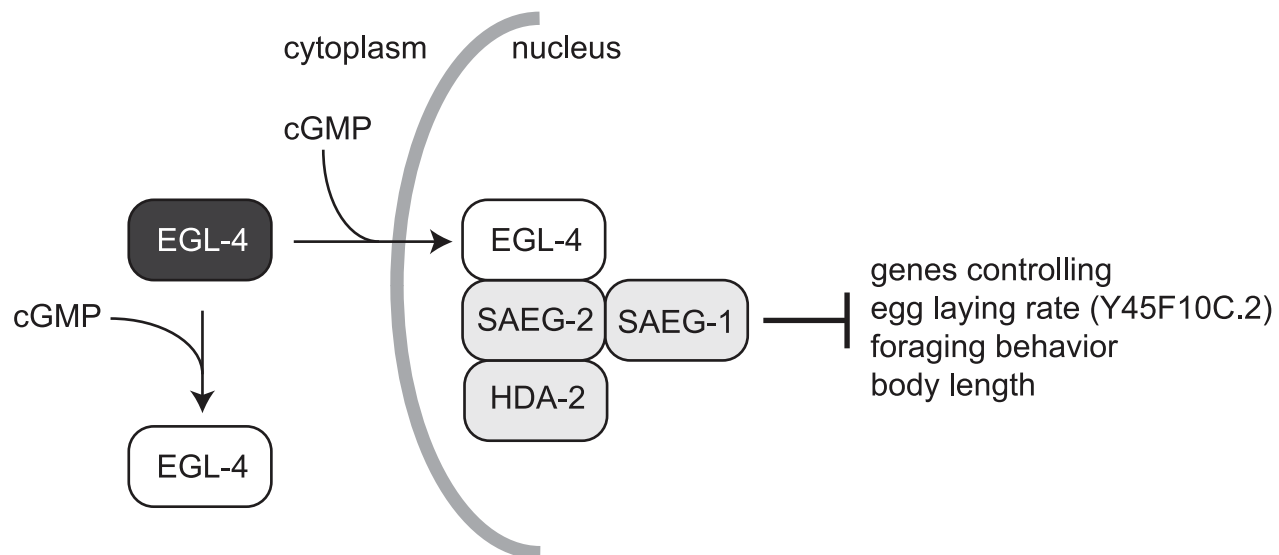 cytoplasm
nucleus
cGMP
EGL-4
EGL-4
cGMP
SAEG-2
SAEG-1
HDA-2
EGL-4
genes controlling
egg laying rate (Y45F10C.2)
foraging behavior
body length